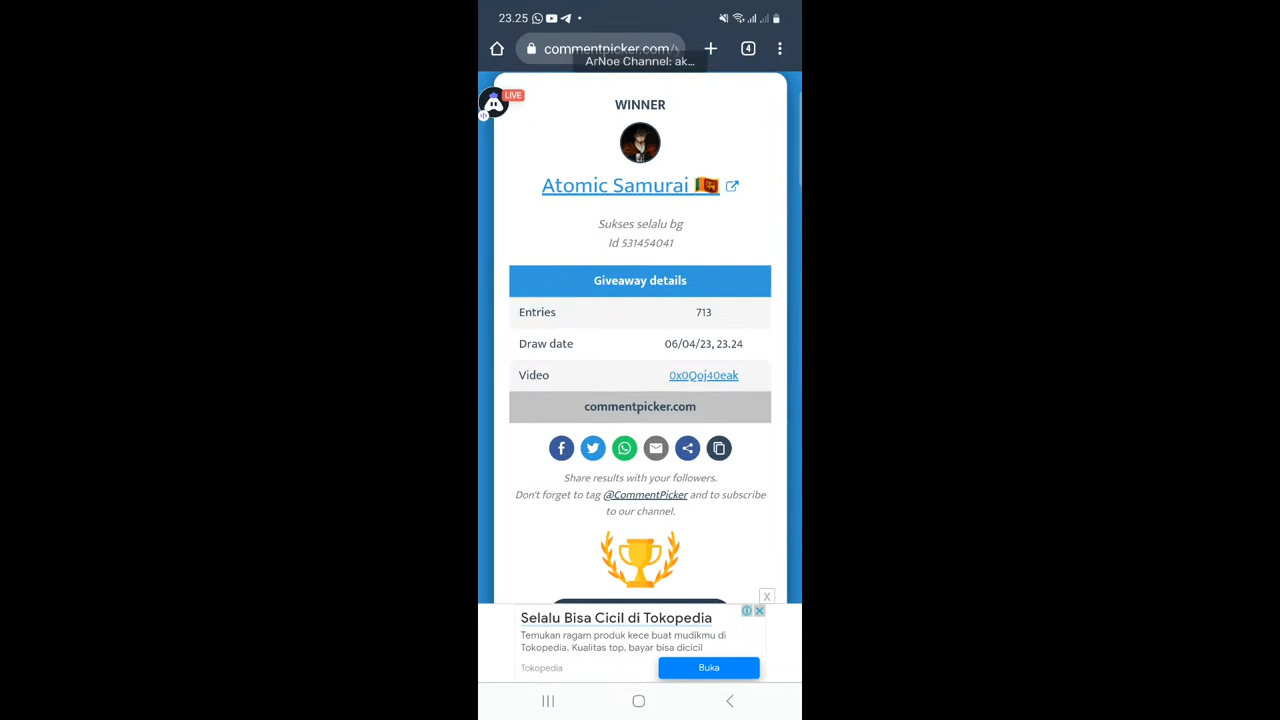 23.25
commentpicker.com/y
4
ArNoe Channel: ak...
LIVE
WINNER
Atomic Samurai
Sukses selalu bg
Id 531454041
Giveaway details
Entries 713
Draw date 06/04/23, 23.24
Video 0x0Qoj40eak
commentpicker.com
Share results with your followers.
Don't forget to tag @CommentPicker and to subscribe
to our channel.
X
Selalu Bisa Cicil di Tokopedia
Temukan ragam produk kece buat mudikmu di
Tokopedia. Kualitas top, bayar bisa dicicil
Tokopedia
Buka